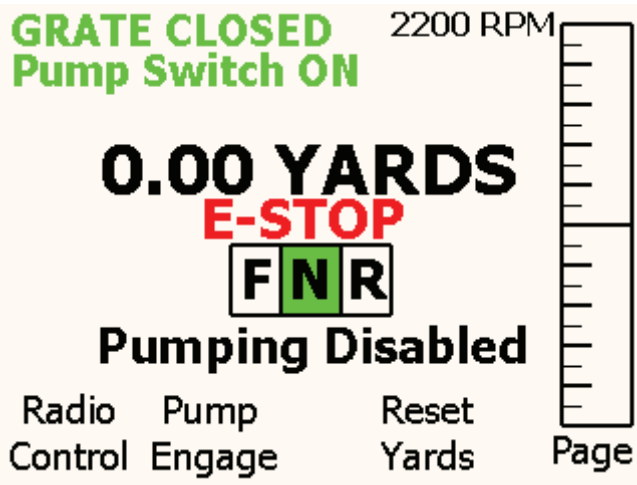 GRATE CLOSED
2200 RPM
Pump Switch ON
0.00 YARDS
E-STOP
F N R
Pumping Disabled
Radio Control
Pump Engage
Reset Yards
Page